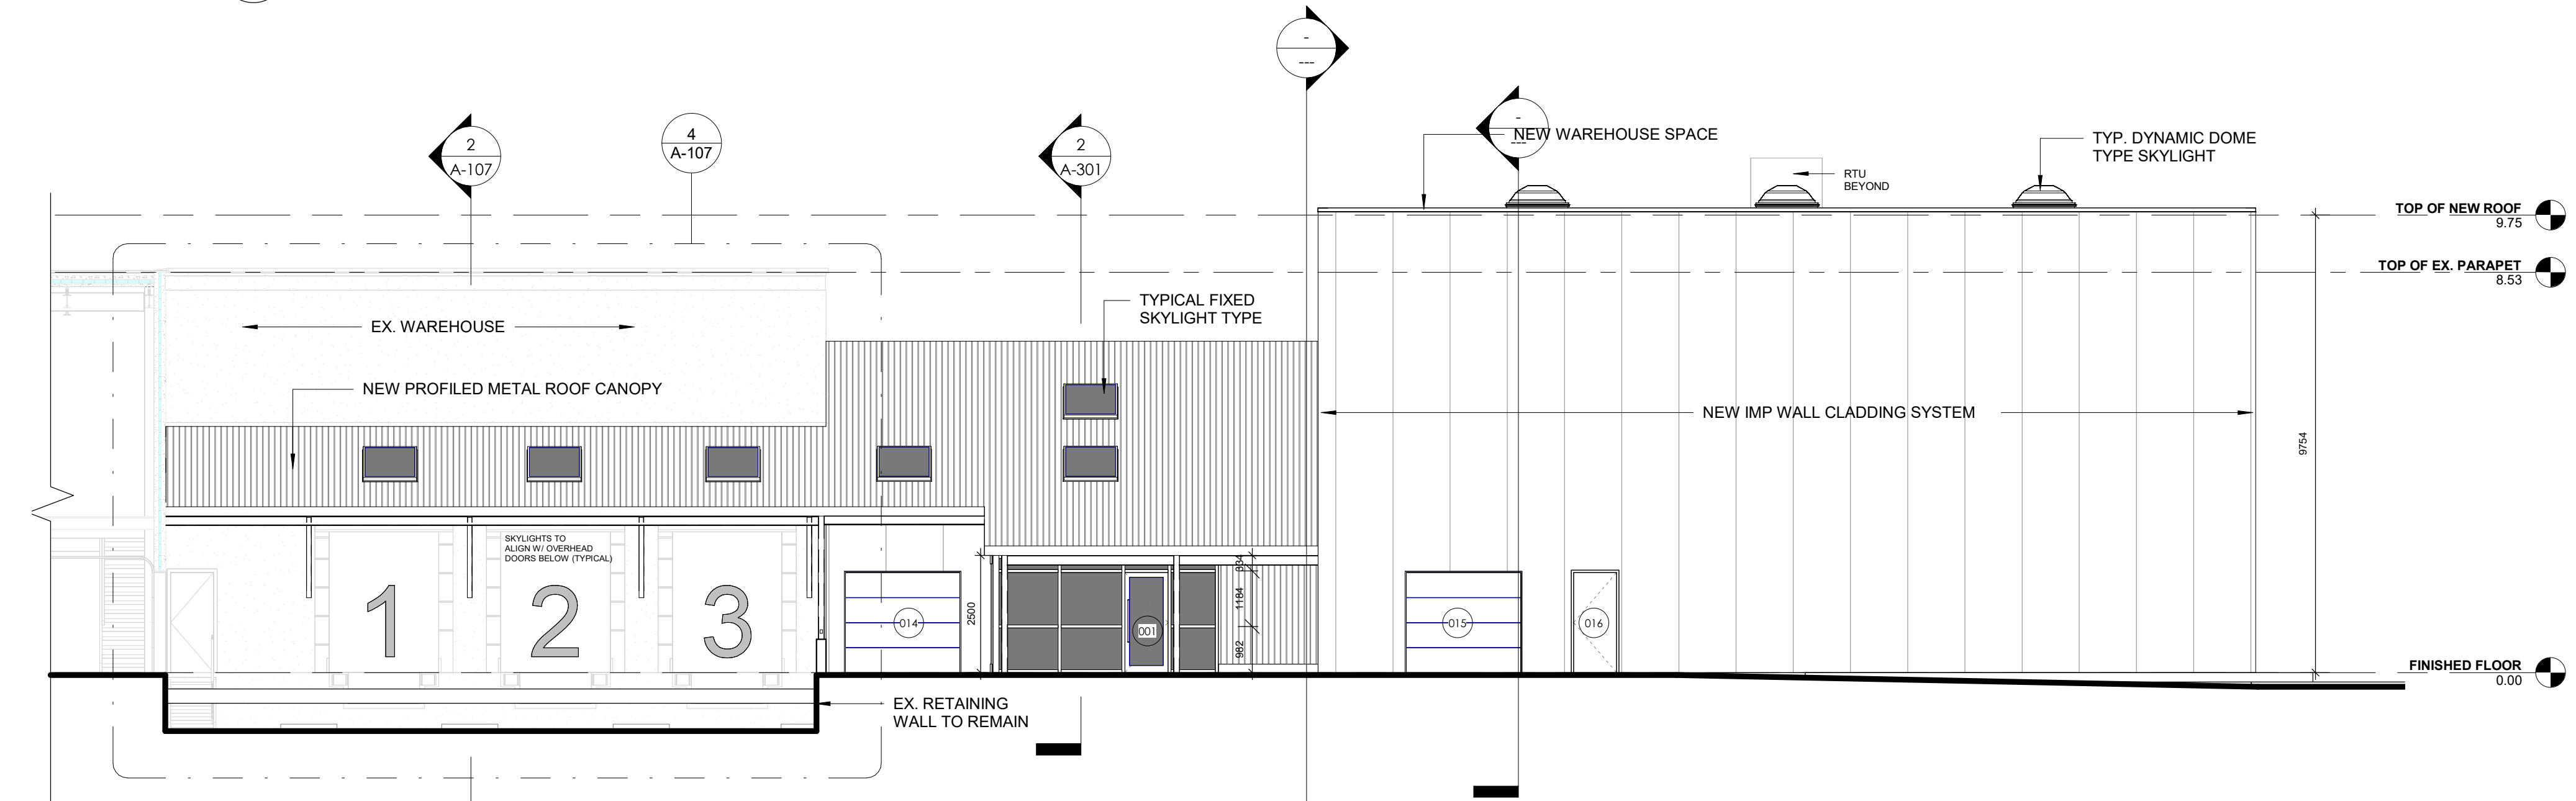 -
---
4
A-107
2
A-107
2
A-301
-
---
NEW WAREHOUSE SPACE
TYP. DYNAMIC DOME
TYPE SKYLIGHT
RTU
BEYOND
TOP OF NEW ROOF
9.75
TOP OF EX. PARAPET
8.53
TYPICAL FIXED
SKYLIGHT TYPE
EX. WAREHOUSE
NEW PROFILED METAL ROOF CANOPY
NEW IMP WALL CLADDING SYSTEM
9754
SKYLIGHTS TO
ALIGN W/ OVERHEAD
DOORS BELOW (TYPICAL)
1
2
3
014
2500
001
334
1184
982
015
016
FINISHED FLOOR
0.00
EX. RETAINING
WALL TO REMAIN